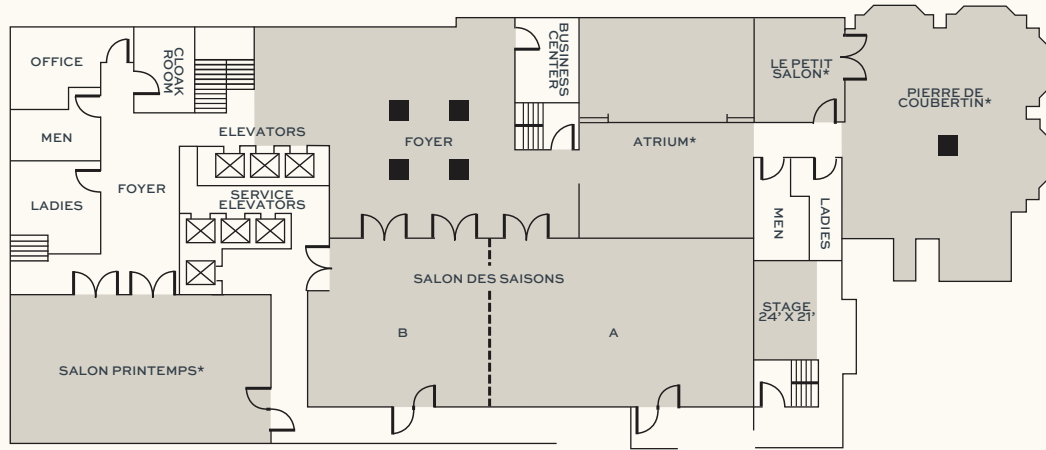 OFFICE
CLOAK
ROOM
BUSINESS
CENTER
LE PETIT
SALON*
PIERRE DE
COUBERTIN*
MEN
ELEVATORS
FOYER
ATRIUM*
LADIES
FOYER
SERVICE
ELEVATORS
MEN
LADIES
SALON DES SAISONS
STAGE
24' X 21'
B
A
SALON PRINTEMPS*